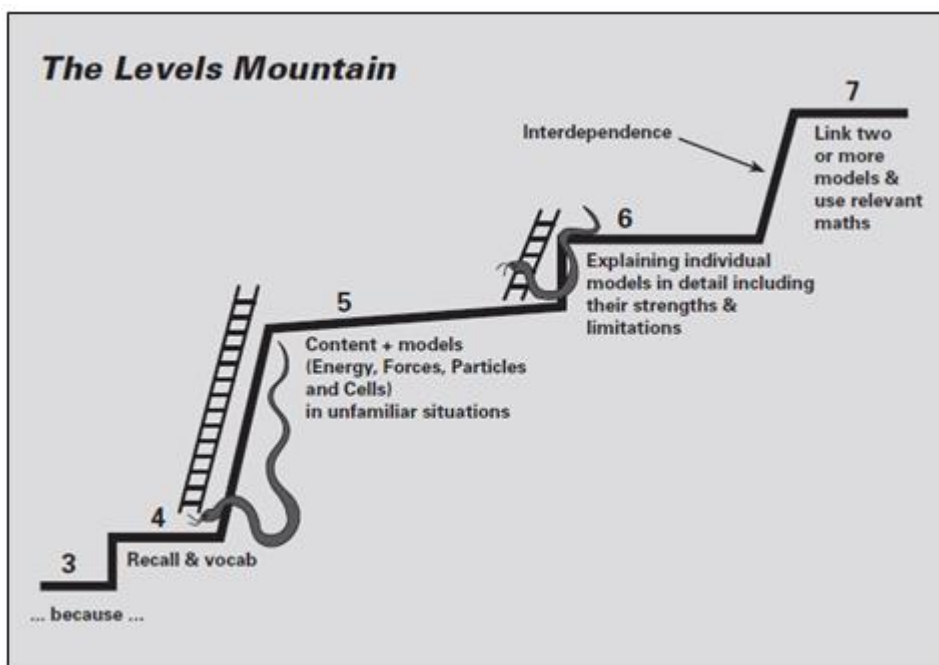 The Levels Mountain
7
Link two
or more
models &
use relevant
maths
Interdependence
6
Explaining individual
models in detail including
their strengths &
limitations
5
Content + models
(Energy, Forces, Particles
and Cells)
in unfamiliar situations
4
Recall & vocab
3
... because ...